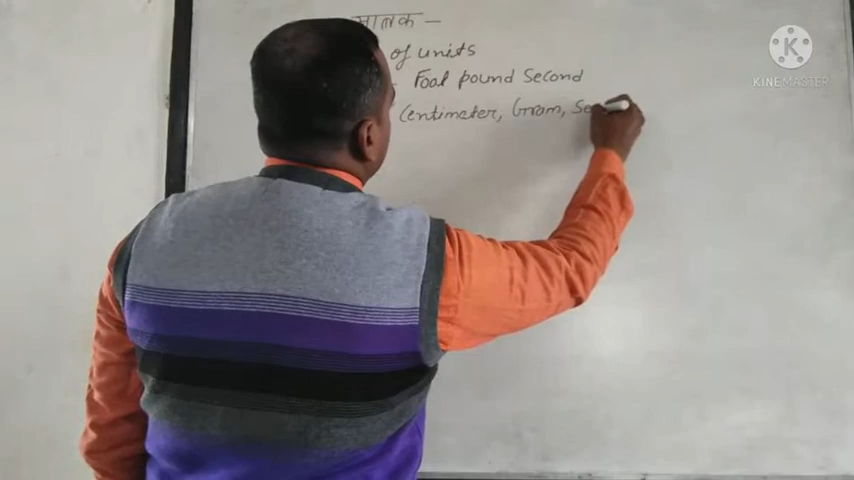 मात्रक –
of units
Foot pound Second
Centimeter, Gram, Se
KINEMASTER